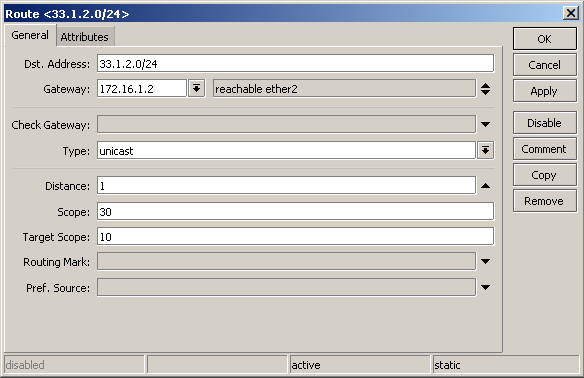 Route <33.1.2.0/24>
General Attributes
Dst. Address: 33.1.2.0/24
Gateway: 172.16.1.2 reachable ether2
Check Gateway:
Type: unicast
Distance: 1
Scope: 30
Target Scope: 10
Routing Mark:
Pref. Source:
OK
Cancel
Apply
Disable
Comment
Copy
Remove
disabled active static